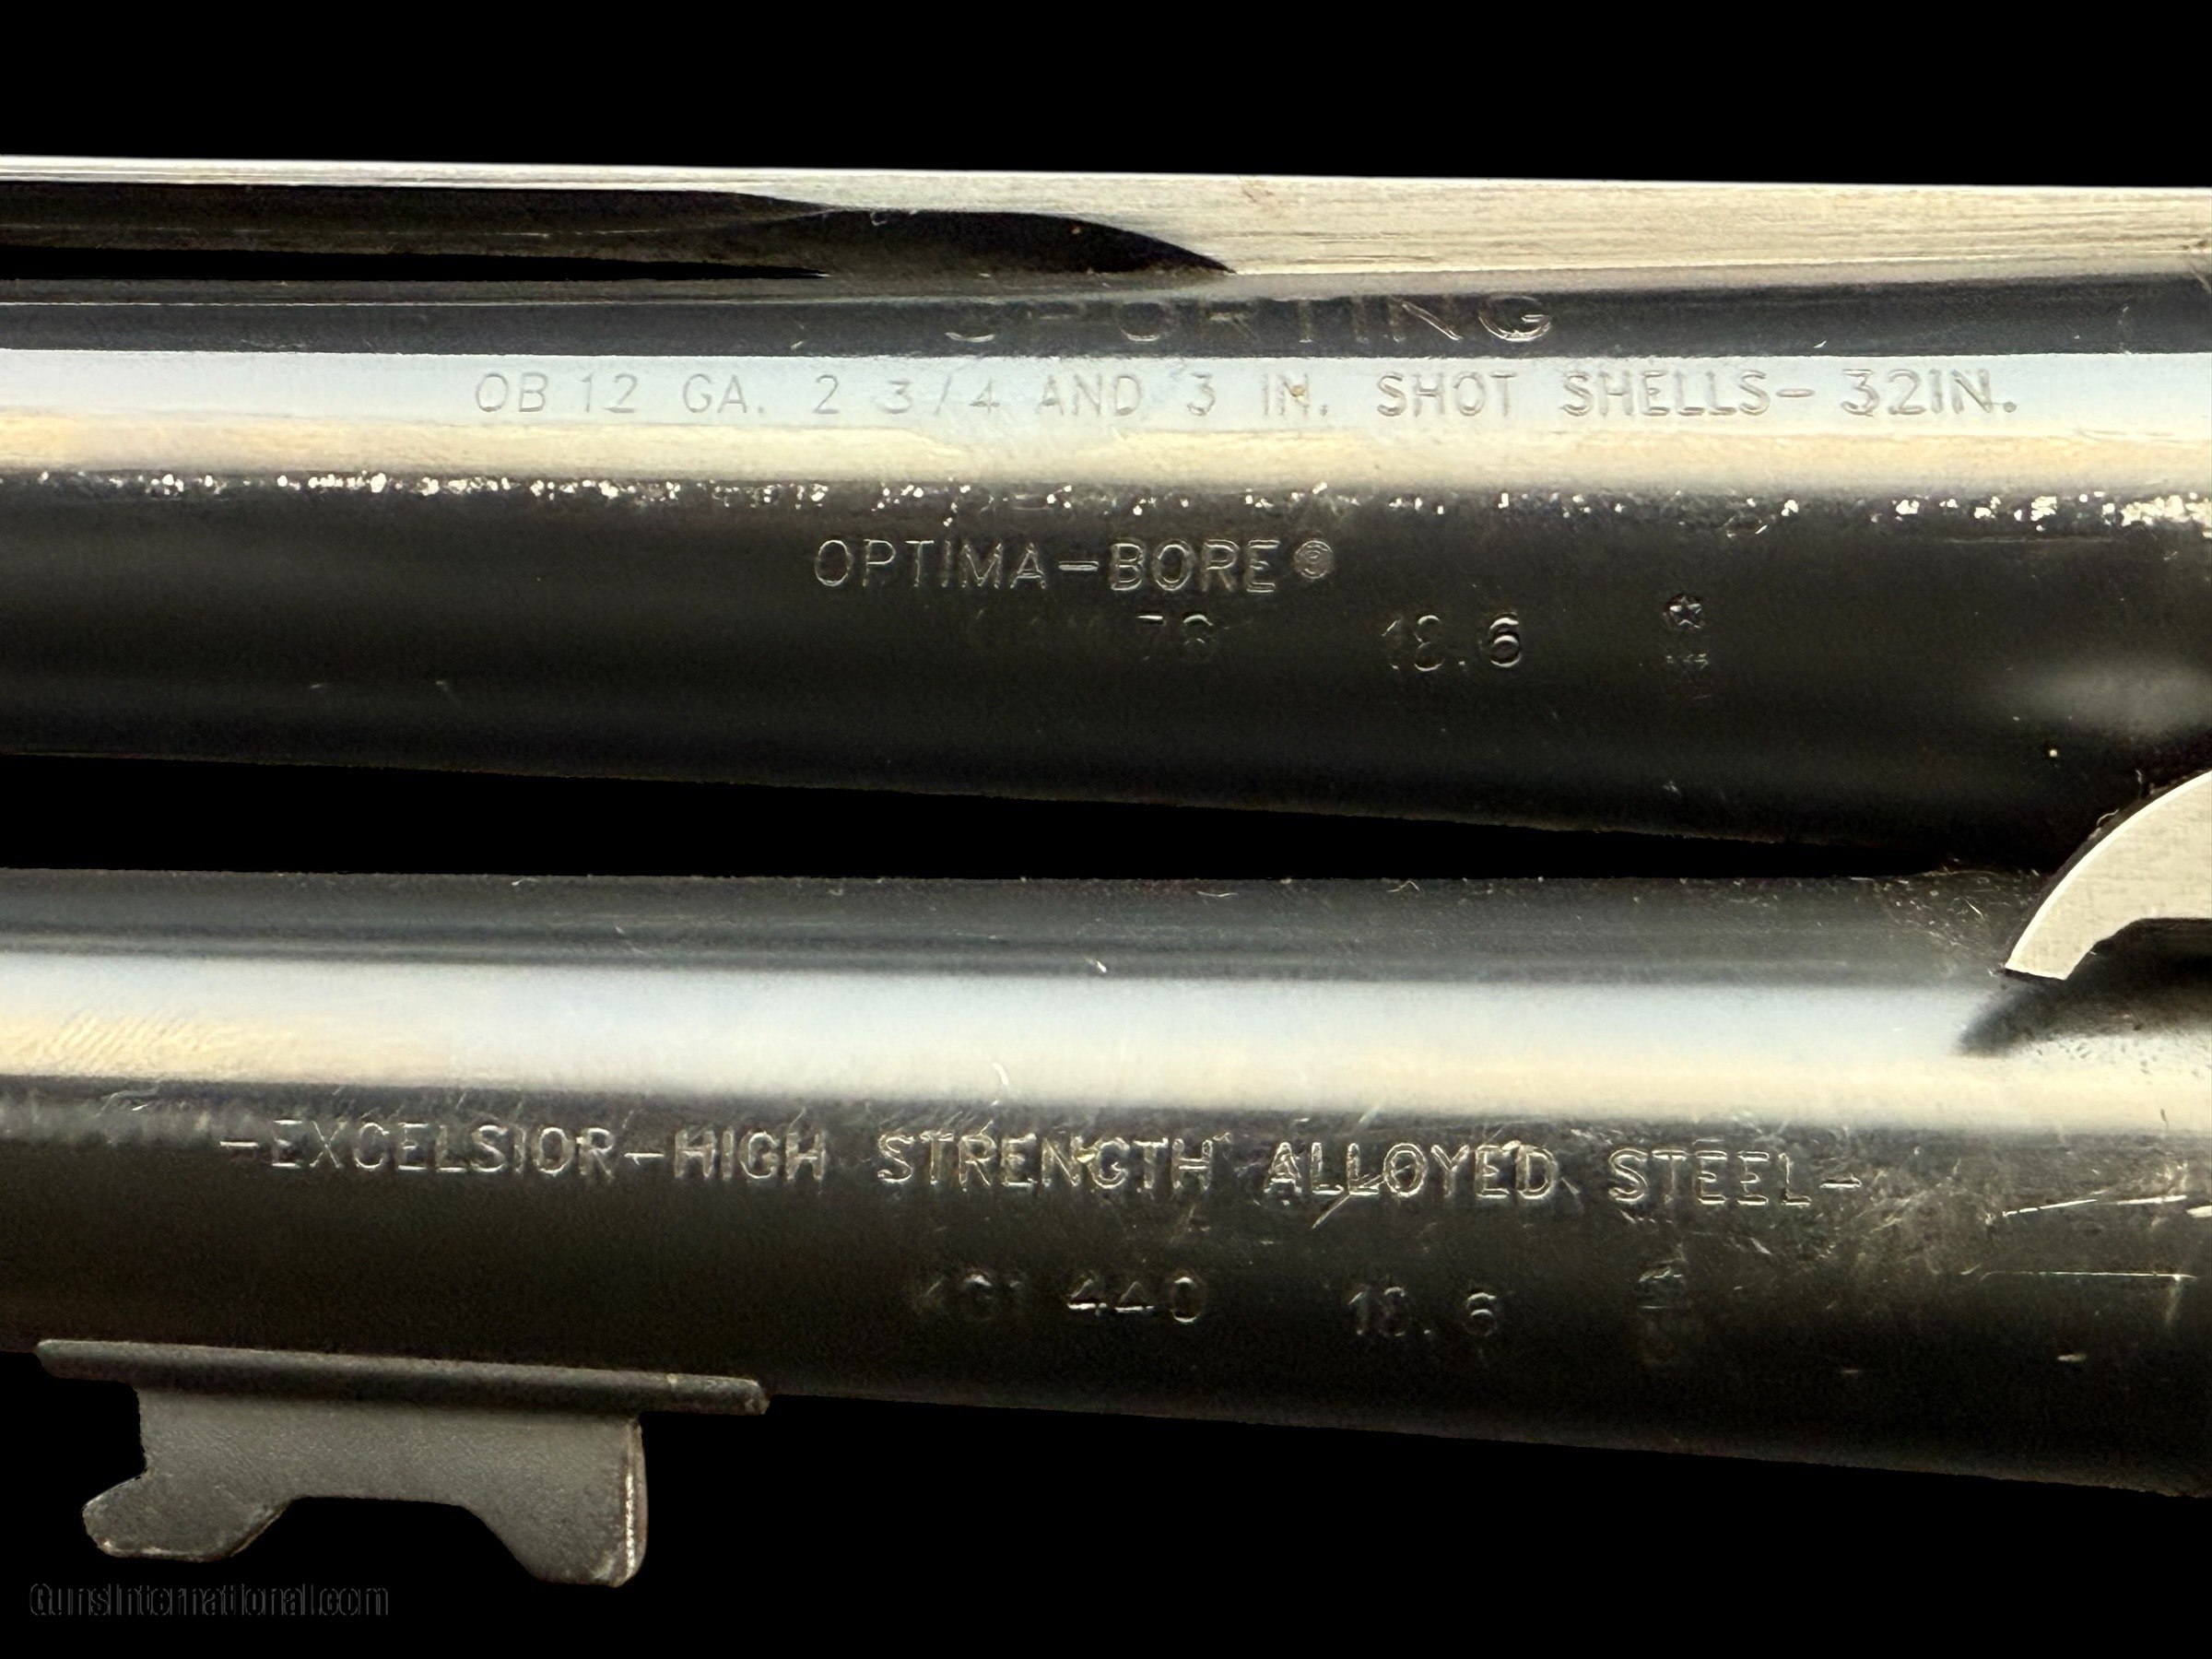 SPORTING
OB 12 GA. 2 3/4 AND 3 IN. SHOT SHELLS- 32IN.
OPTIMA-BORE®
18.6
-EXCELSIOR-HIGH STRENGTH ALLOYED STEEL-
440 18.6
GunsInternational.com